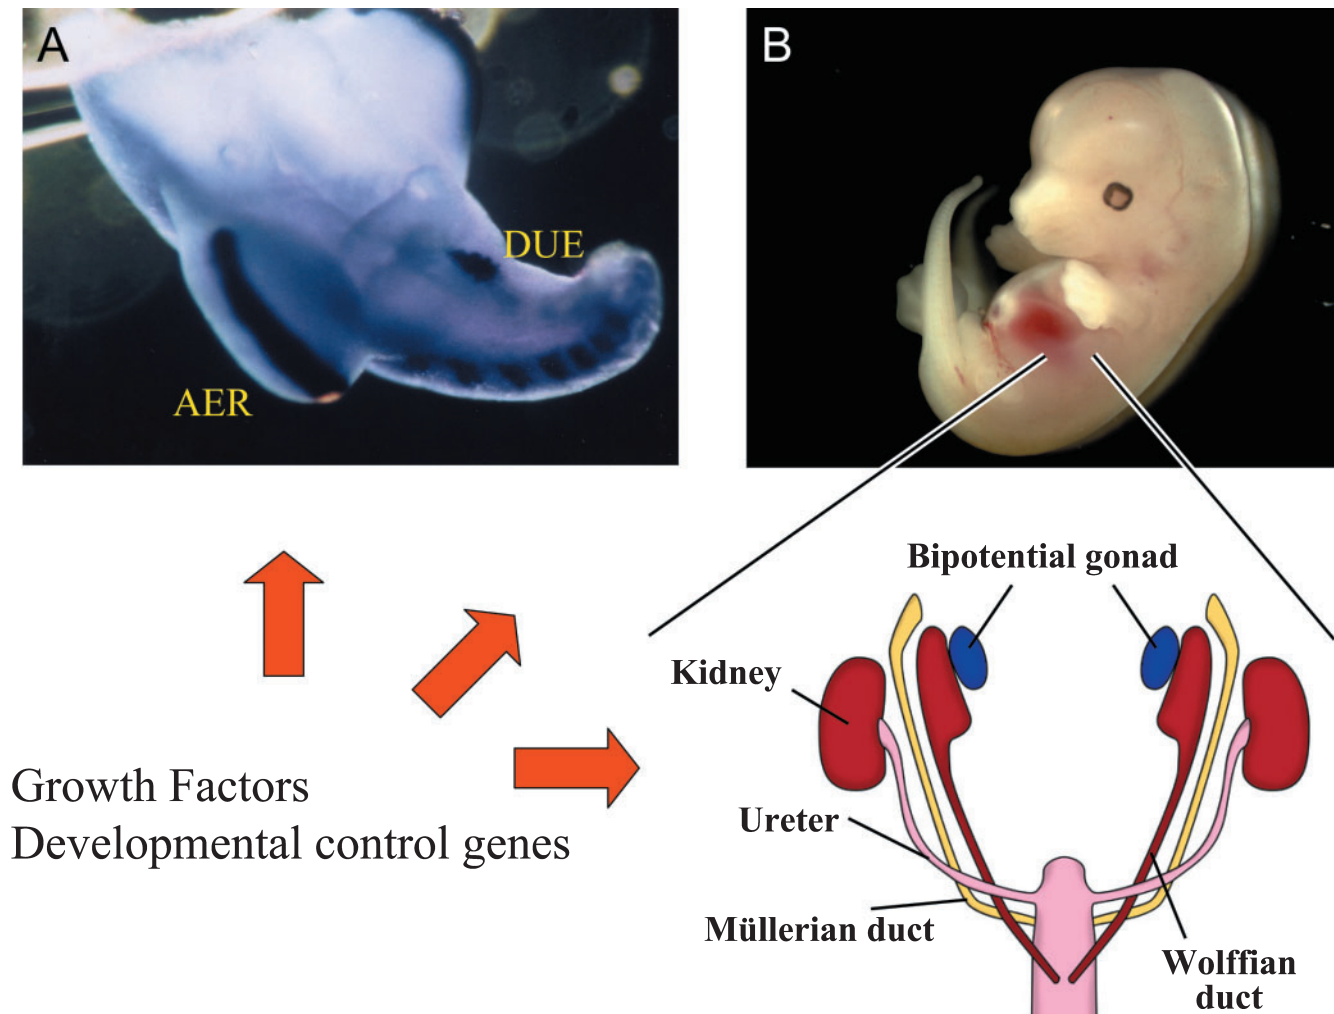 A
B
DUE
AER
Bipotential gonad
Kidney
Growth Factors
Developmental control genes
Ureter
Müllerian duct
Wolffian
duct